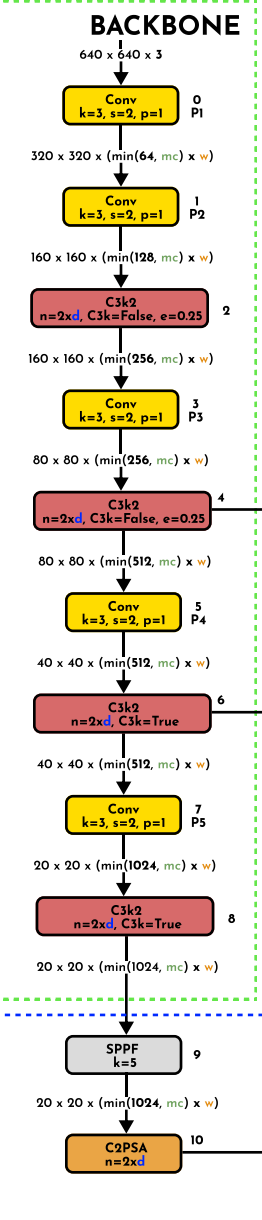 BACKBONE
640 x 640 x 3
Conv
k=3, s=2, p=1
0
P1
320 x 320 x (min(64, mc) x w)
Conv
k=3, s=2, p=1
1
P2
160 x 160 x (min(128, mc) x w)
C3k2
n=2xd, C3k=False, e=0.25
2
160 x 160 x (min(256, mc) x w)
Conv
k=3, s=2, p=1
3
P3
80 x 80 x (min(256, mc) x w)
C3k2
n=2xd, C3k=False, e=0.25
4
80 x 80 x (min(512, mc) x w)
Conv
k=3, s=2, p=1
5
P4
40 x 40 x (min(512, mc) x w)
C3k2
n=2xd, C3k=True
6
40 x 40 x (min(512, mc) x w)
Conv
k=3, s=2, p=1
7
P5
20 x 20 x (min(1024, mc) x w)
C3k2
n=2xd, C3k=True
8
20 x 20 x (min(1024, mc) x w)
SPPF
k=5
9
20 x 20 x (min(1024, mc) x w)
C2PSA
n=2xd
10